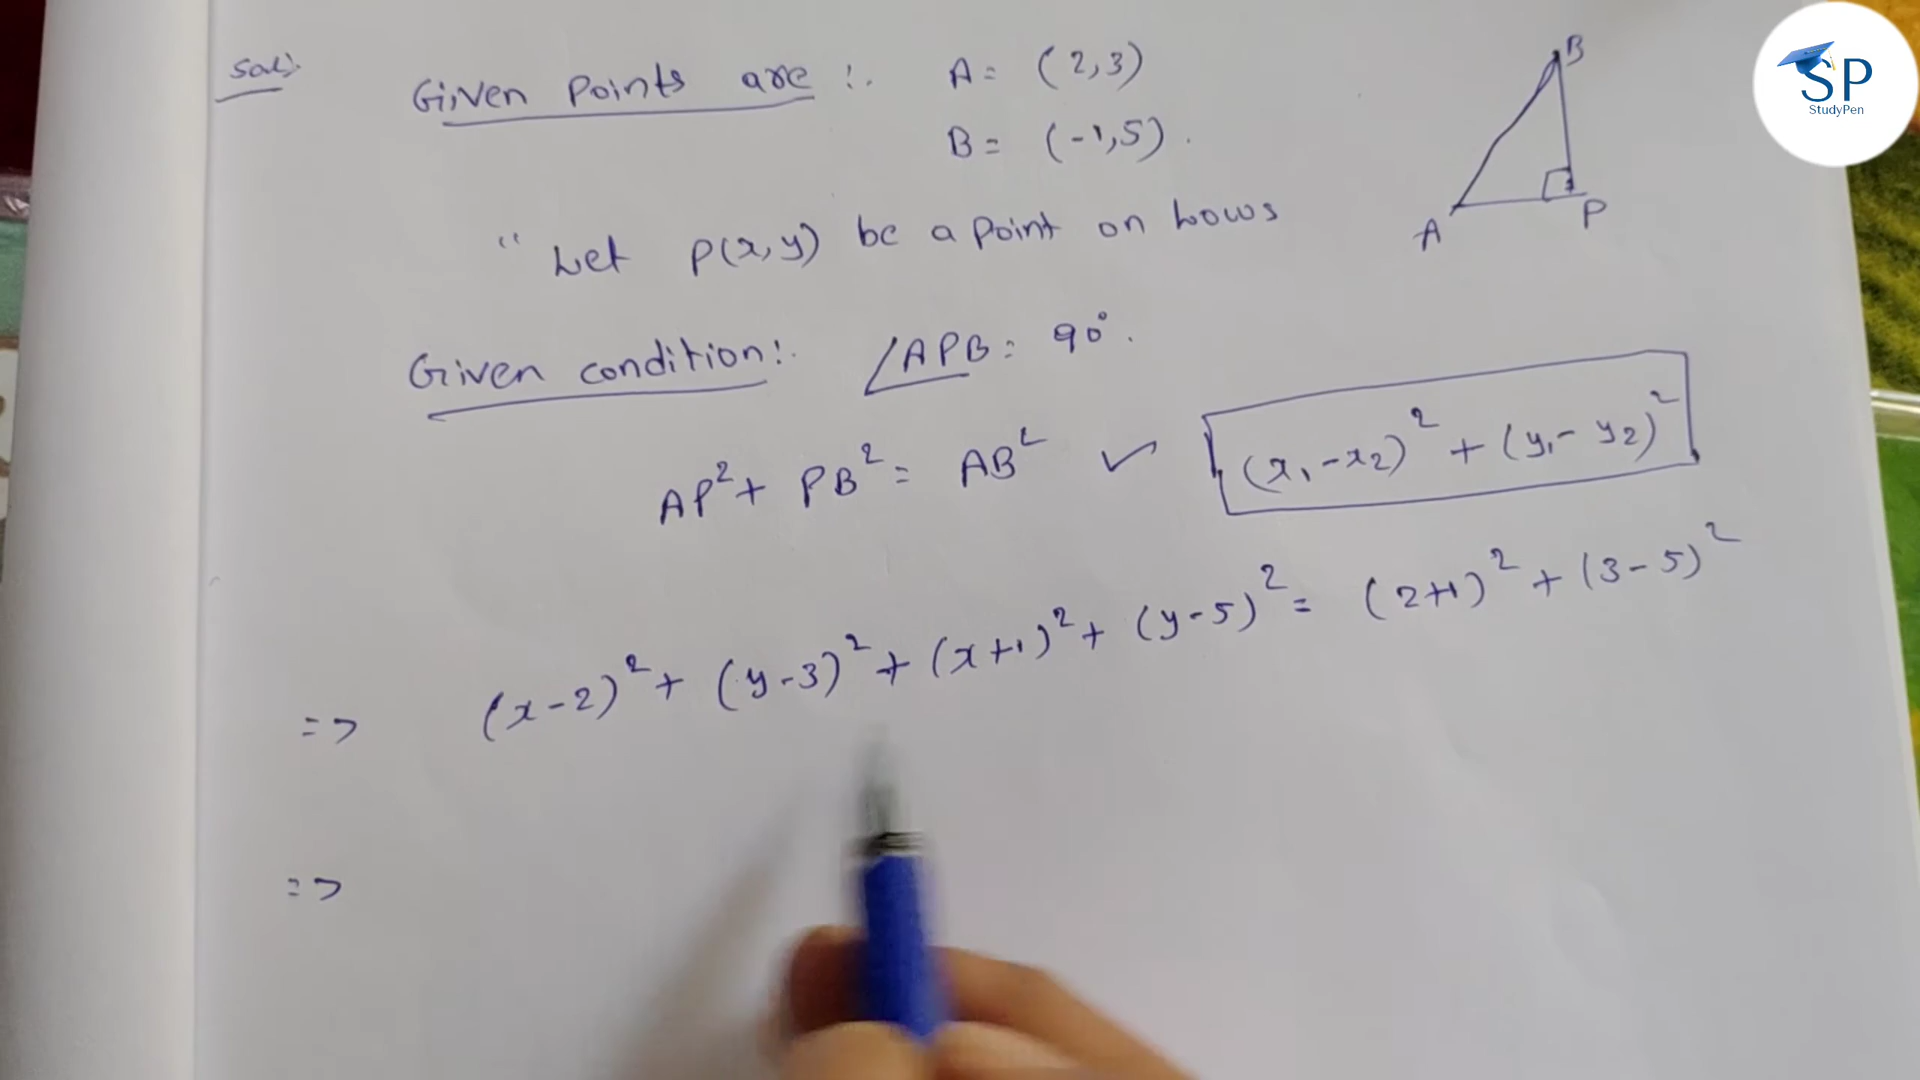 Sol:
Given points are :. A = (2,3)
B = (-1,5).
"Let P(x,y) be a point on Locus
Given condition:. ∠APB = 90°.
AP² + PB² = AB² ✓ (x₁-x₂)² + (y₁-y₂)²
=> (x-2)² + (y-3)² + (x+1)² + (y-5)² = (2+1)² + (3-5)²
=>
B
A
P
SP
StudyPen